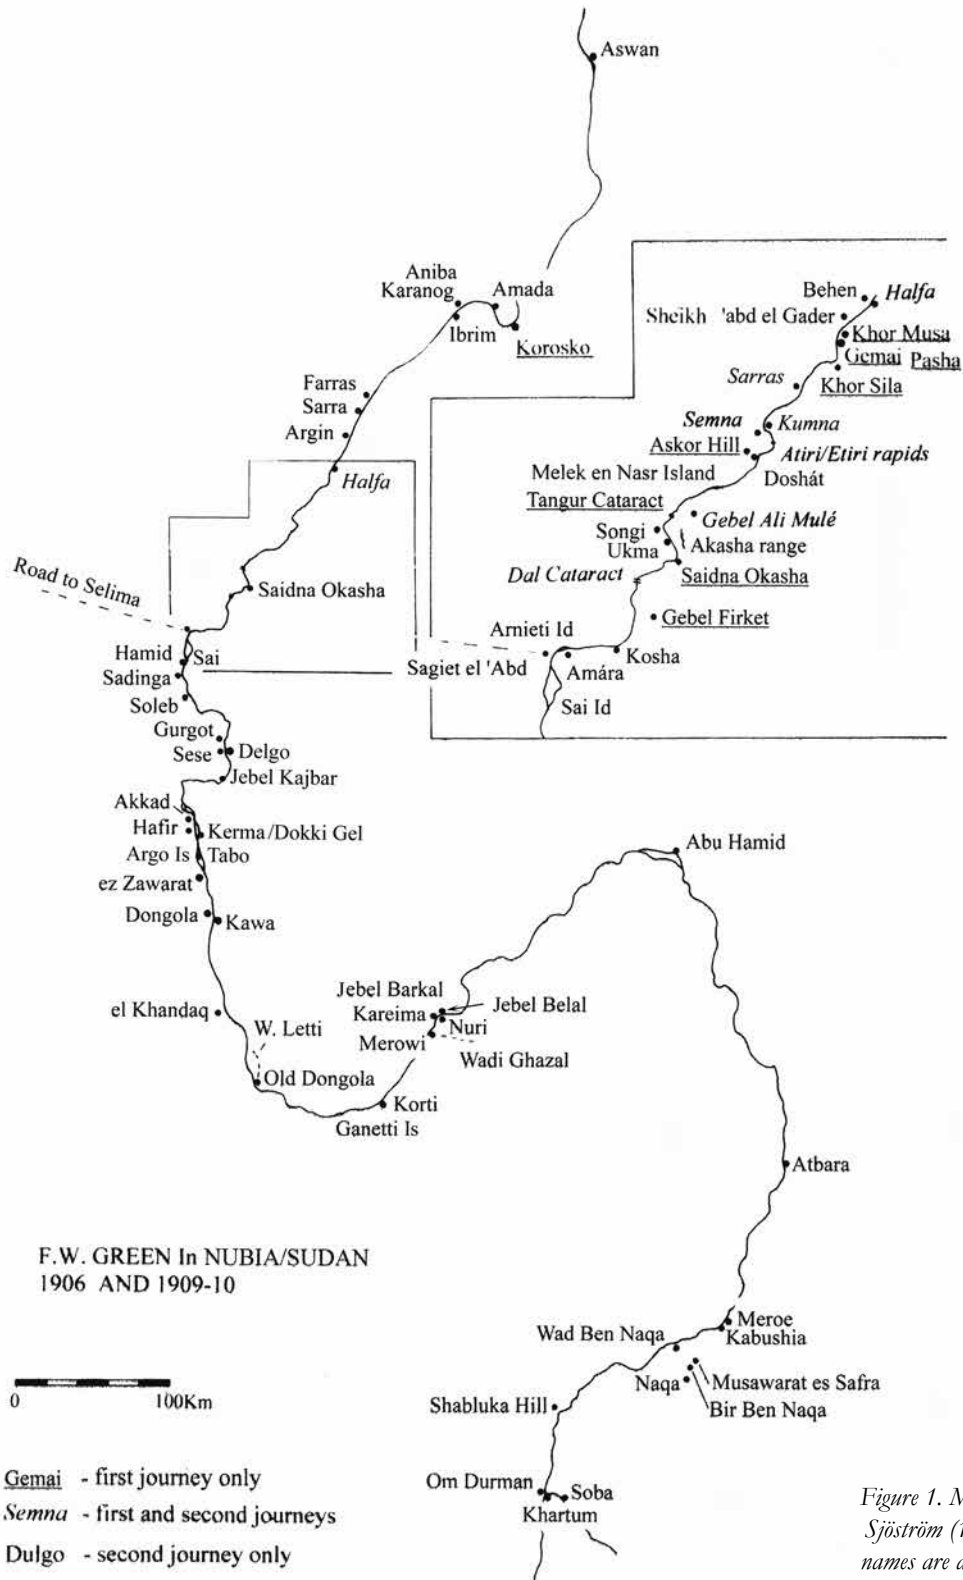 Aswan
Aniba
Karanog
Amada
Ibrim
Korosko
Farras
Sarra
Argin
Halfa
Behen
Halfa
Sheikh 'abd el Gader
Khor Musa
Gemai Pasha
Khor Sila
Sarras
Semna
Kumna
Askor Hill
Atiri/Etiri rapids
Melek en Nasr Island
Doshát
Tangur Cataract
Gebel Ali Mulé
Songi
Ukma
Akasha range
Dal Cataract
Saidna Okasha
Gebel Firket
Arnieti Id
Kosha
Sagiet el 'Abd
Amára
Sai Id
Road to Selima
Saidna Okasha
Hamid
Sai
Sadinga
Soleb
Gurgot
Sese
Delgo
Jebel Kajbar
Akkad
Hafir
Kerma/Dokki Gel
Argo Is
Tabo
ez Zawarat
Dongola
Kawa
Abu Hamid
el Khandaq
W. Letti
Jebel Barkal
Jebel Belal
Kareima
Nuri
Merowi
Wadi Ghazal
Old Dongola
Korti
Ganetti Is
Atbara
F.W. GREEN In NUBIA/SUDAN
1906 AND 1909-10
Meroe
Kabushia
Wad Ben Naqa
Naqa
Musawarat es Safra
Bir Ben Naqa
0 100Km
Shabluka Hill
Om Durman
Soba
Khartum
Gemai - first journey only
Semna - first and second journeys
Dulgo - second journey only
Figure 1. M
Sjöström (1
names are a